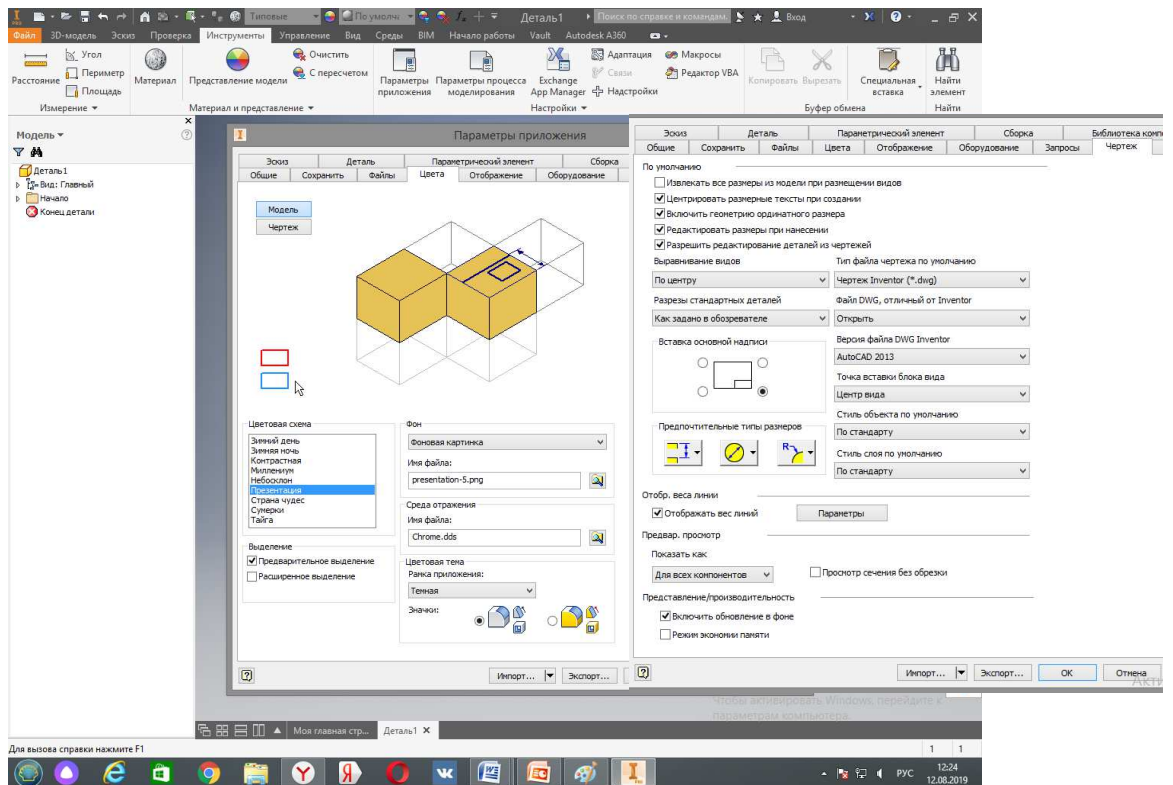 Типовые По умолч Деталь1 Поиск по справке и командам. Вход
Файл 3D-модель Эскиз Проверка Инструменты Управление Вид Среды BIM Начало работы Vault Autodesk A360
Расстояние
Угол
Периметр
Площадь
Измерение
Материал
Представление модели
Очистить
С пересчетом
Материал и представление
Параметры приложения
Параметры процесса моделирования
Exchange App Manager
Адаптация
Связи
Надстройки
Макросы
Редактор VBA
Настройки
Копировать Вырезать
Специальная вставка
Буфер обмена
Найти элемент
Найти
Модель
Деталь1
Вид: Главный
Начало
Конец детали
Параметры приложения
Эскиз Деталь Параметрический элемент Сборка
Общие Сохранить Файлы Цвета Отображение Оборудование
Модель
Чертеж
Цветовая схема
Зимний день
Зимняя ночь
Контрастная
Миллениум
Небосклон
Презентация
Страна чудес
Сумерки
Тайга
Выделение
Предварительное выделение
Расширенное выделение
Фон
Фоновая картинка
Имя файла:
presentation-5.png
Среда отражения
Имя файла:
Chrome.dds
Цветовая тема
Рамка приложения:
Темная
Значки:
Импорт... Экспорт...
Эскиз Деталь Параметрический элемент Сборка Библиотека комп
Общие Сохранить Файлы Цвета Отображение Оборудование Запросы Чертеж
По умолчанию
Извлекать все размеры из модели при размещении видов
Центрировать размерные тексты при создании
Включить геометрию ординатного размера
Редактировать размеры при нанесении
Разрешить редактирование деталей из чертежей
Выравнивание видов
По центру
Разрезы стандартных деталей
Как задано в обозревателе
Вставка основной надписи
Предпочтительные типы размеров
R
Тип файла чертежа по умолчанию
Чертеж Inventor (*.dwg)
Файл DWG, отличный от Inventor
Открыть
Версия файла DWG Inventor
AutoCAD 2013
Точка вставки блока вида
Центр вида
Стиль объекта по умолчанию
По стандарту
Стиль слоя по умолчанию
По стандарту
Отобр. веса линии
Отображать вес линий Параметры
Предвар. просмотр
Показать как
Для всех компонентов Просмотр сечения без обрезки
Представление/производительность
Включить обновление в фоне
Режим экономии памяти
Импорт... Экспорт... ОК Отмена
Акти
Чтобы активировать Windows, перейдите к
параметрам компьютера.
Моя главная стр... Деталь1
Для вызова справки нажмите F1 1 1
РУС 12:24
12.08.2019